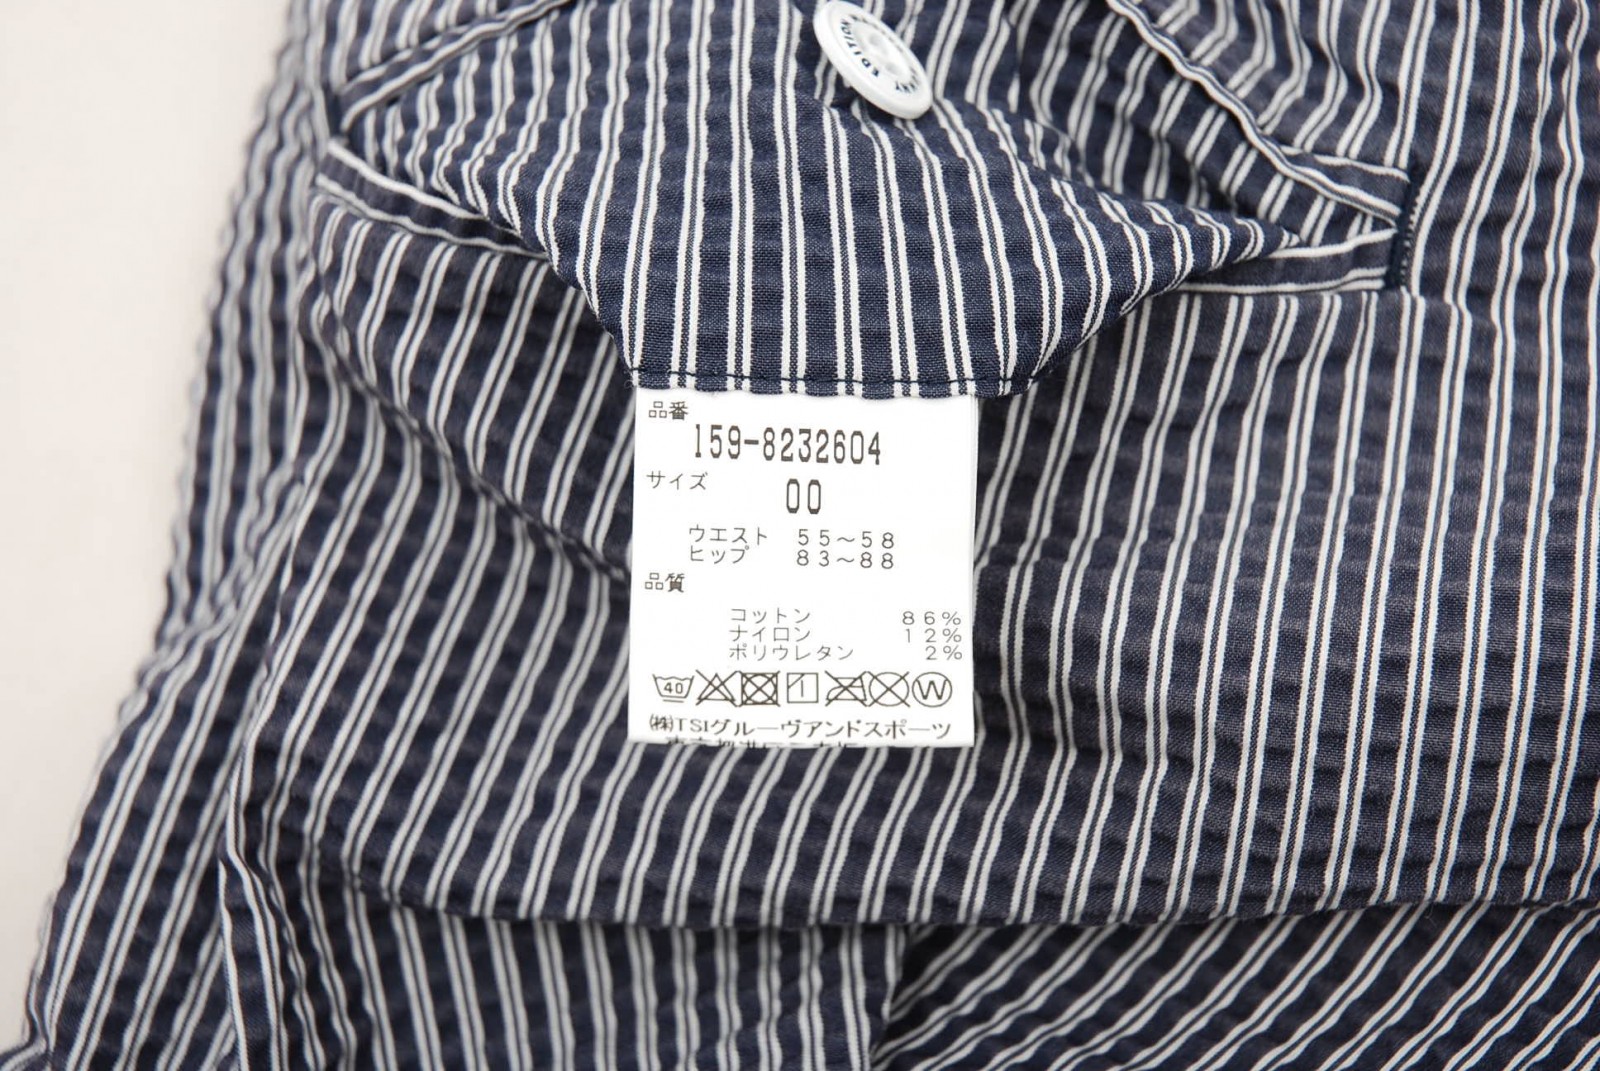 EDITION
品番
159-8232604
サイズ
00
ウエスト 55～58
ヒップ 83～88
品質
コットン 86%
ナイロン 12%
ポリウレタン 2%
40 W
㈱TSIグルーヴアンドスポーツ